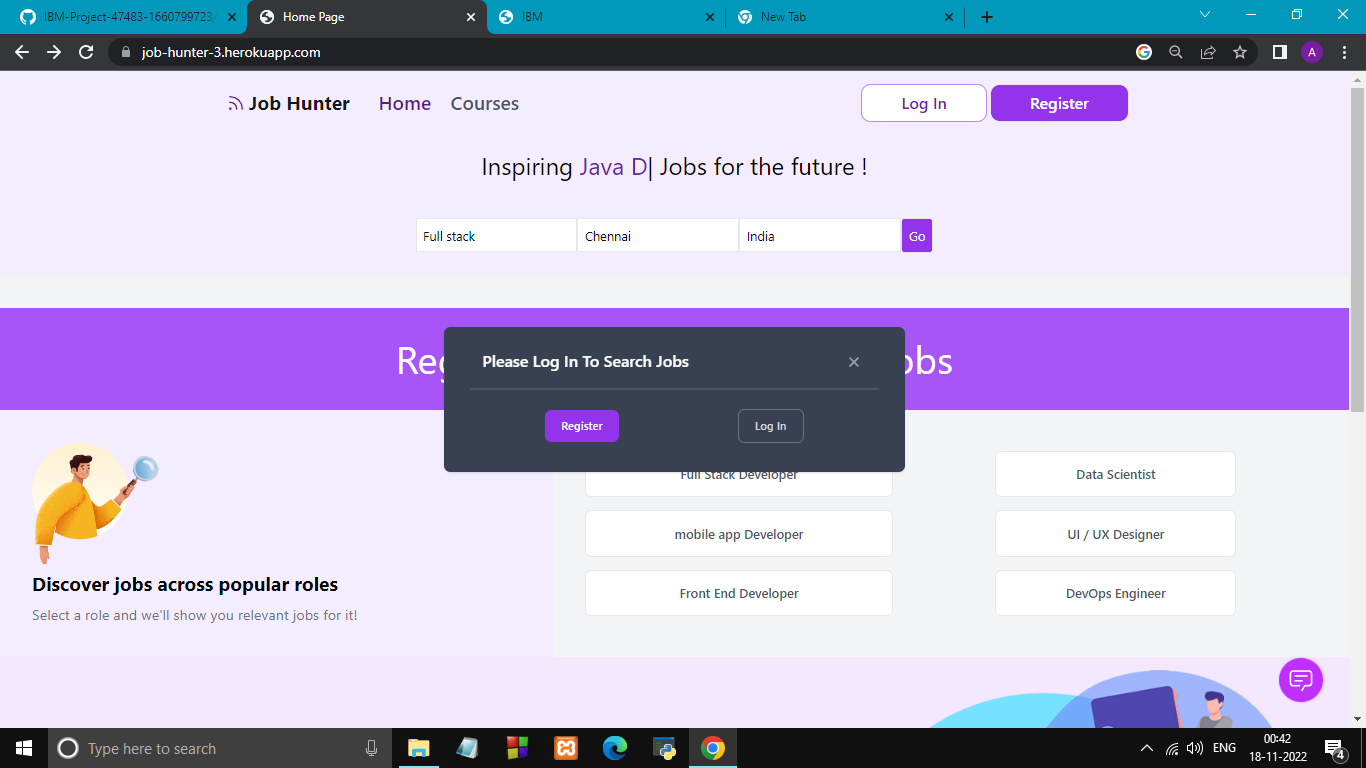 IBM-Project-47483-1660799723
Home Page
IBM
New Tab
job-hunter-3.herokuapp.com
A
Job Hunter
Home
Courses
Log In
Register
Inspiring Java D| Jobs for the future !
Full stack
Chennai
India
Go
Please Log In To Search Jobs
Register
Log In
Full Stack Developer
Data Scientist
mobile app Developer
UI / UX Designer
Front End Developer
DevOps Engineer
Discover jobs across popular roles
Select a role and we'll show you relevant jobs for it!
Type here to search
ENG
00:42
18-11-2022
4